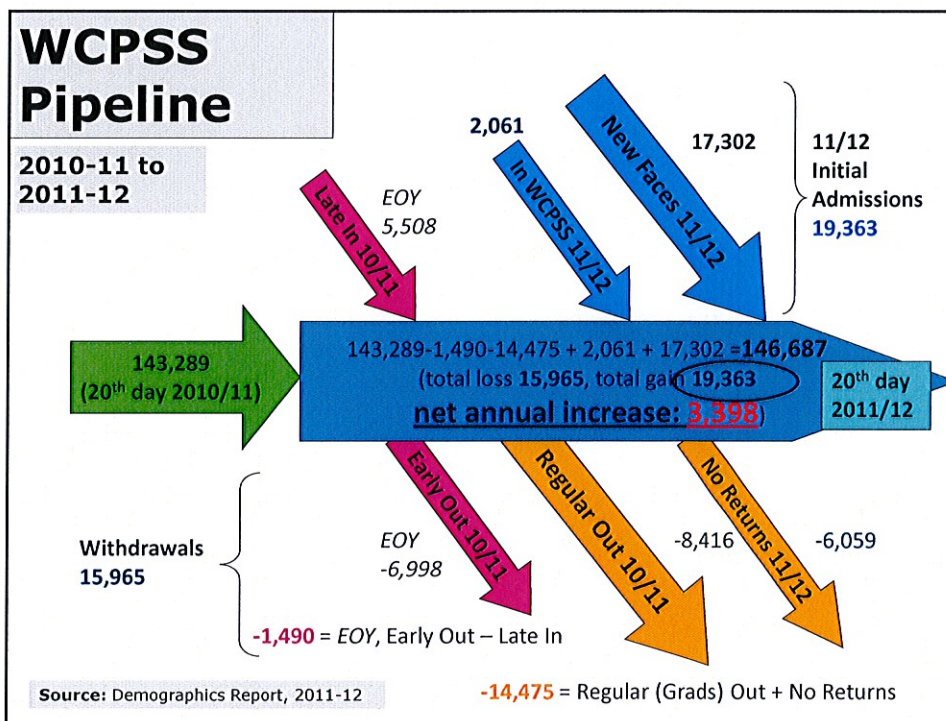 WCPSS
Pipeline
2010-11 to
2011-12
2,061
17,302
11/12
Initial
Admissions
19,363
EOY
5,508
Late In 10/11
In WCPSS 11/12
New Faces 11/12
143,289
(20th day 2010/11)
143,289-1,490-14,475 + 2,061 + 17,302 =146,687
(total loss 15,965, total gain 19,363
net annual increase: 3,398)
20th day
2011/12
Early Out 10/11
Regular Out 10/11
No Returns 11/12
Withdrawals
15,965
EOY
-6,998
-8,416
-6,059
-1,490 = EOY, Early Out – Late In
Source: Demographics Report, 2011-12
-14,475 = Regular (Grads) Out + No Returns